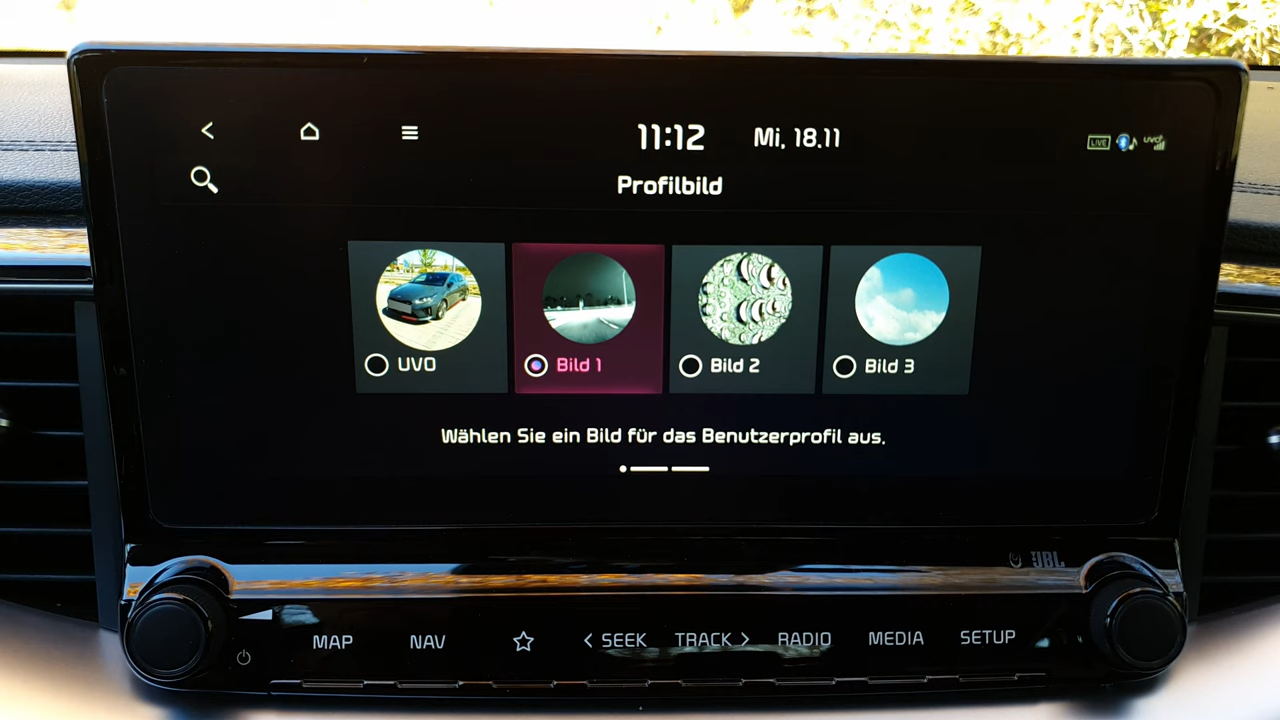 11:12 Mi, 18.11
LIVE UVO
Profilbild
UVO Bild 1 Bild 2 Bild 3
Wählen Sie ein Bild für das Benutzerprofil aus.
JBL
MAP NAV SEEK TRACK RADIO MEDIA SETUP